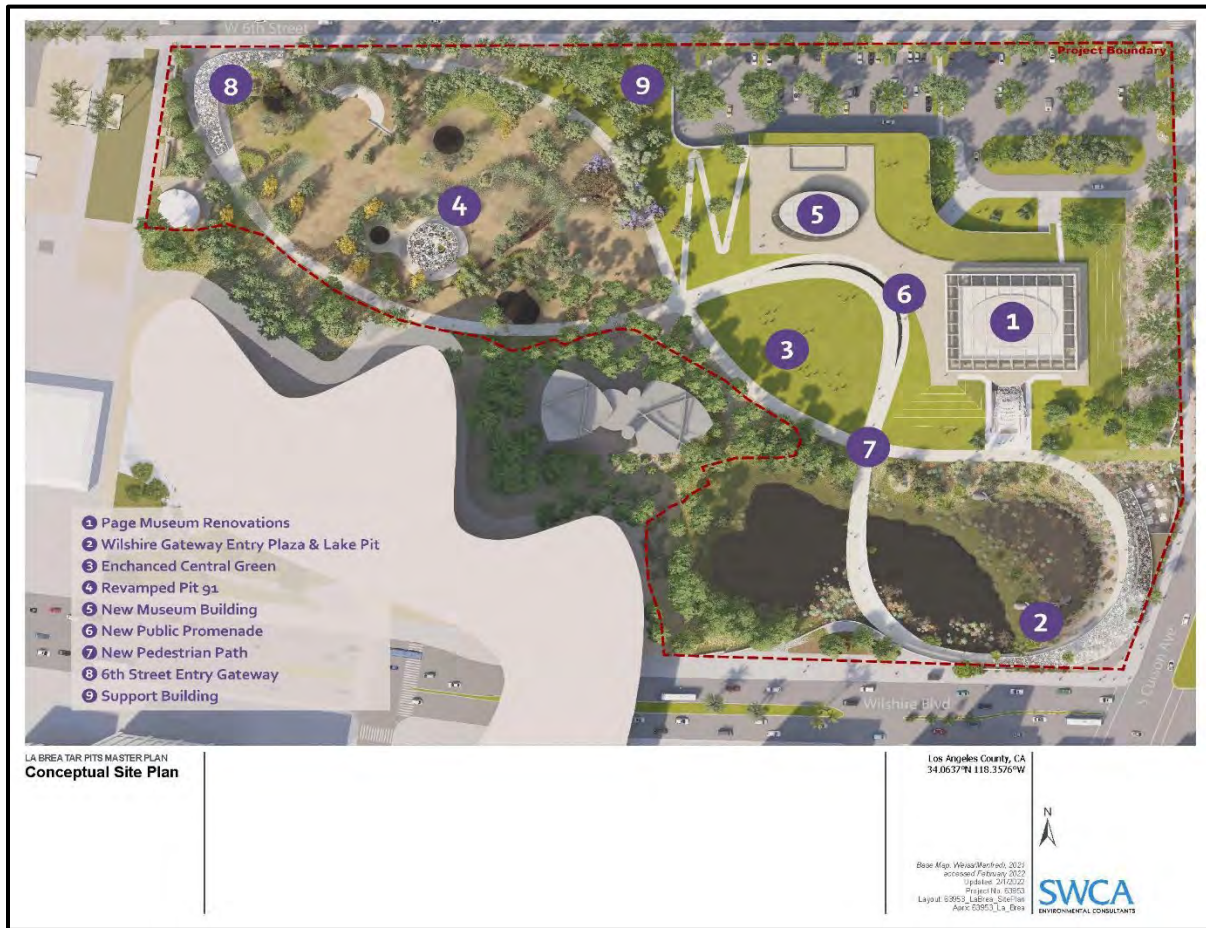 W 6th Street
Project Boundary
8
9
4
5
6
1
3
7
2
1 Page Museum Renovations
2 Wilshire Gateway Entry Plaza & Lake Pit
3 Enchanced Central Green
4 Revamped Pit 91
5 New Museum Building
6 New Public Promenade
7 New Pedestrian Path
8 6th Street Entry Gateway
9 Support Building
Wilshire Blvd
S Curson Ave
LA BREA TAR PITS MASTER PLAN
Conceptual Site Plan
Los Angeles County, CA
34.0637°N 118.3576°W
N
Base Map: Weiss/Manfredi, 2021
accessed February 2022
Updated: 2/1/2022
Project No. 63953
Layout: 63953_LaBrea_SitePlan
Aprx: 63953_La_Brea
SWCA
ENVIRONMENTAL CONSULTANTS